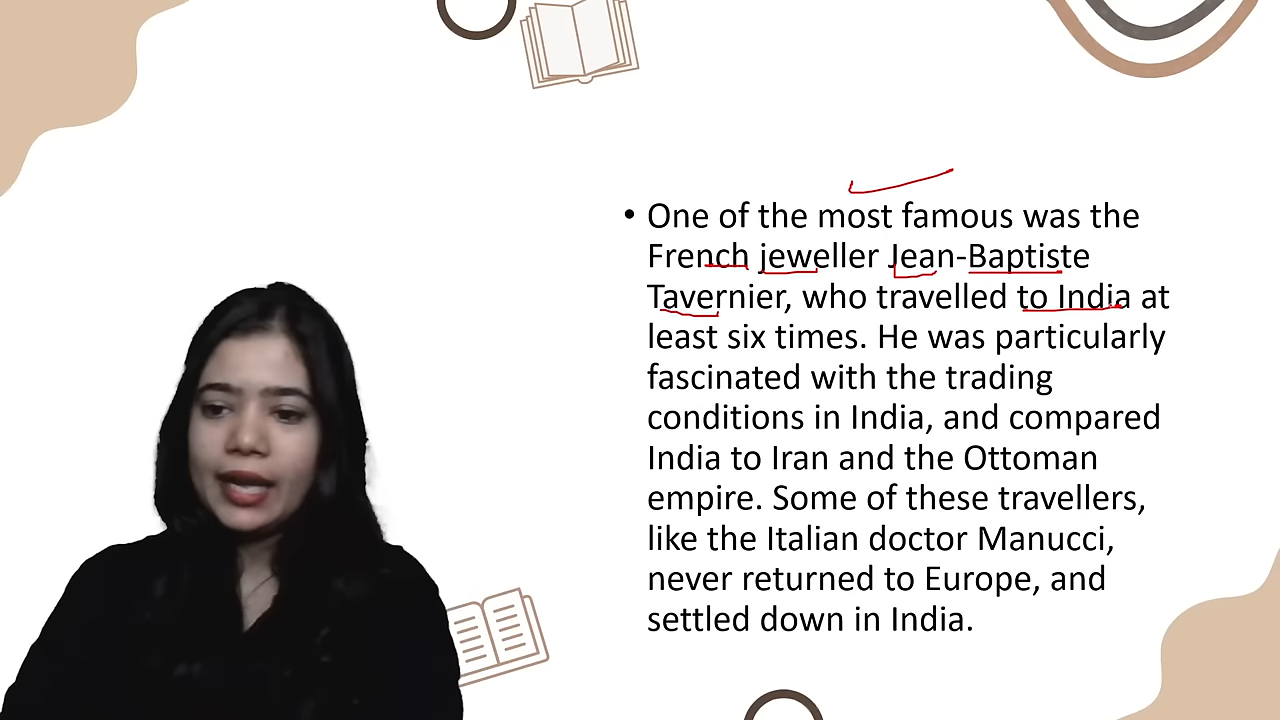 • One of the most famous was the
French jeweller Jean-Baptiste
Tavernier, who travelled to India at
least six times. He was particularly
fascinated with the trading
conditions in India, and compared
India to Iran and the Ottoman
empire. Some of these travellers,
like the Italian doctor Manucci,
never returned to Europe, and
settled down in India.